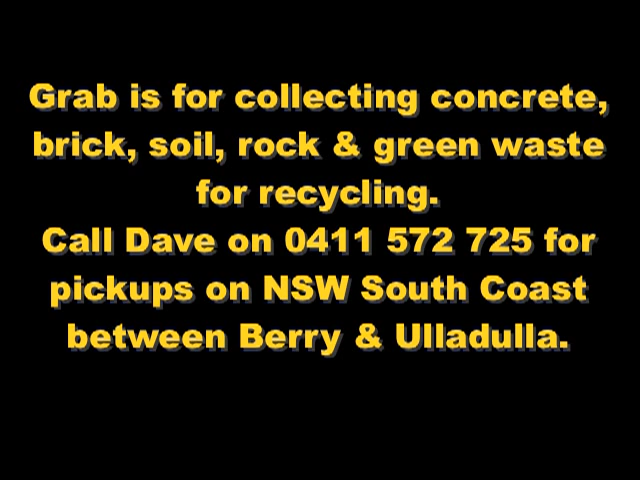 Grab is for collecting concrete,
brick, soil, rock & green waste
for recycling.
Call Dave on 0411 572 725 for
pickups on NSW South Coast
between Berry & Ulladulla.